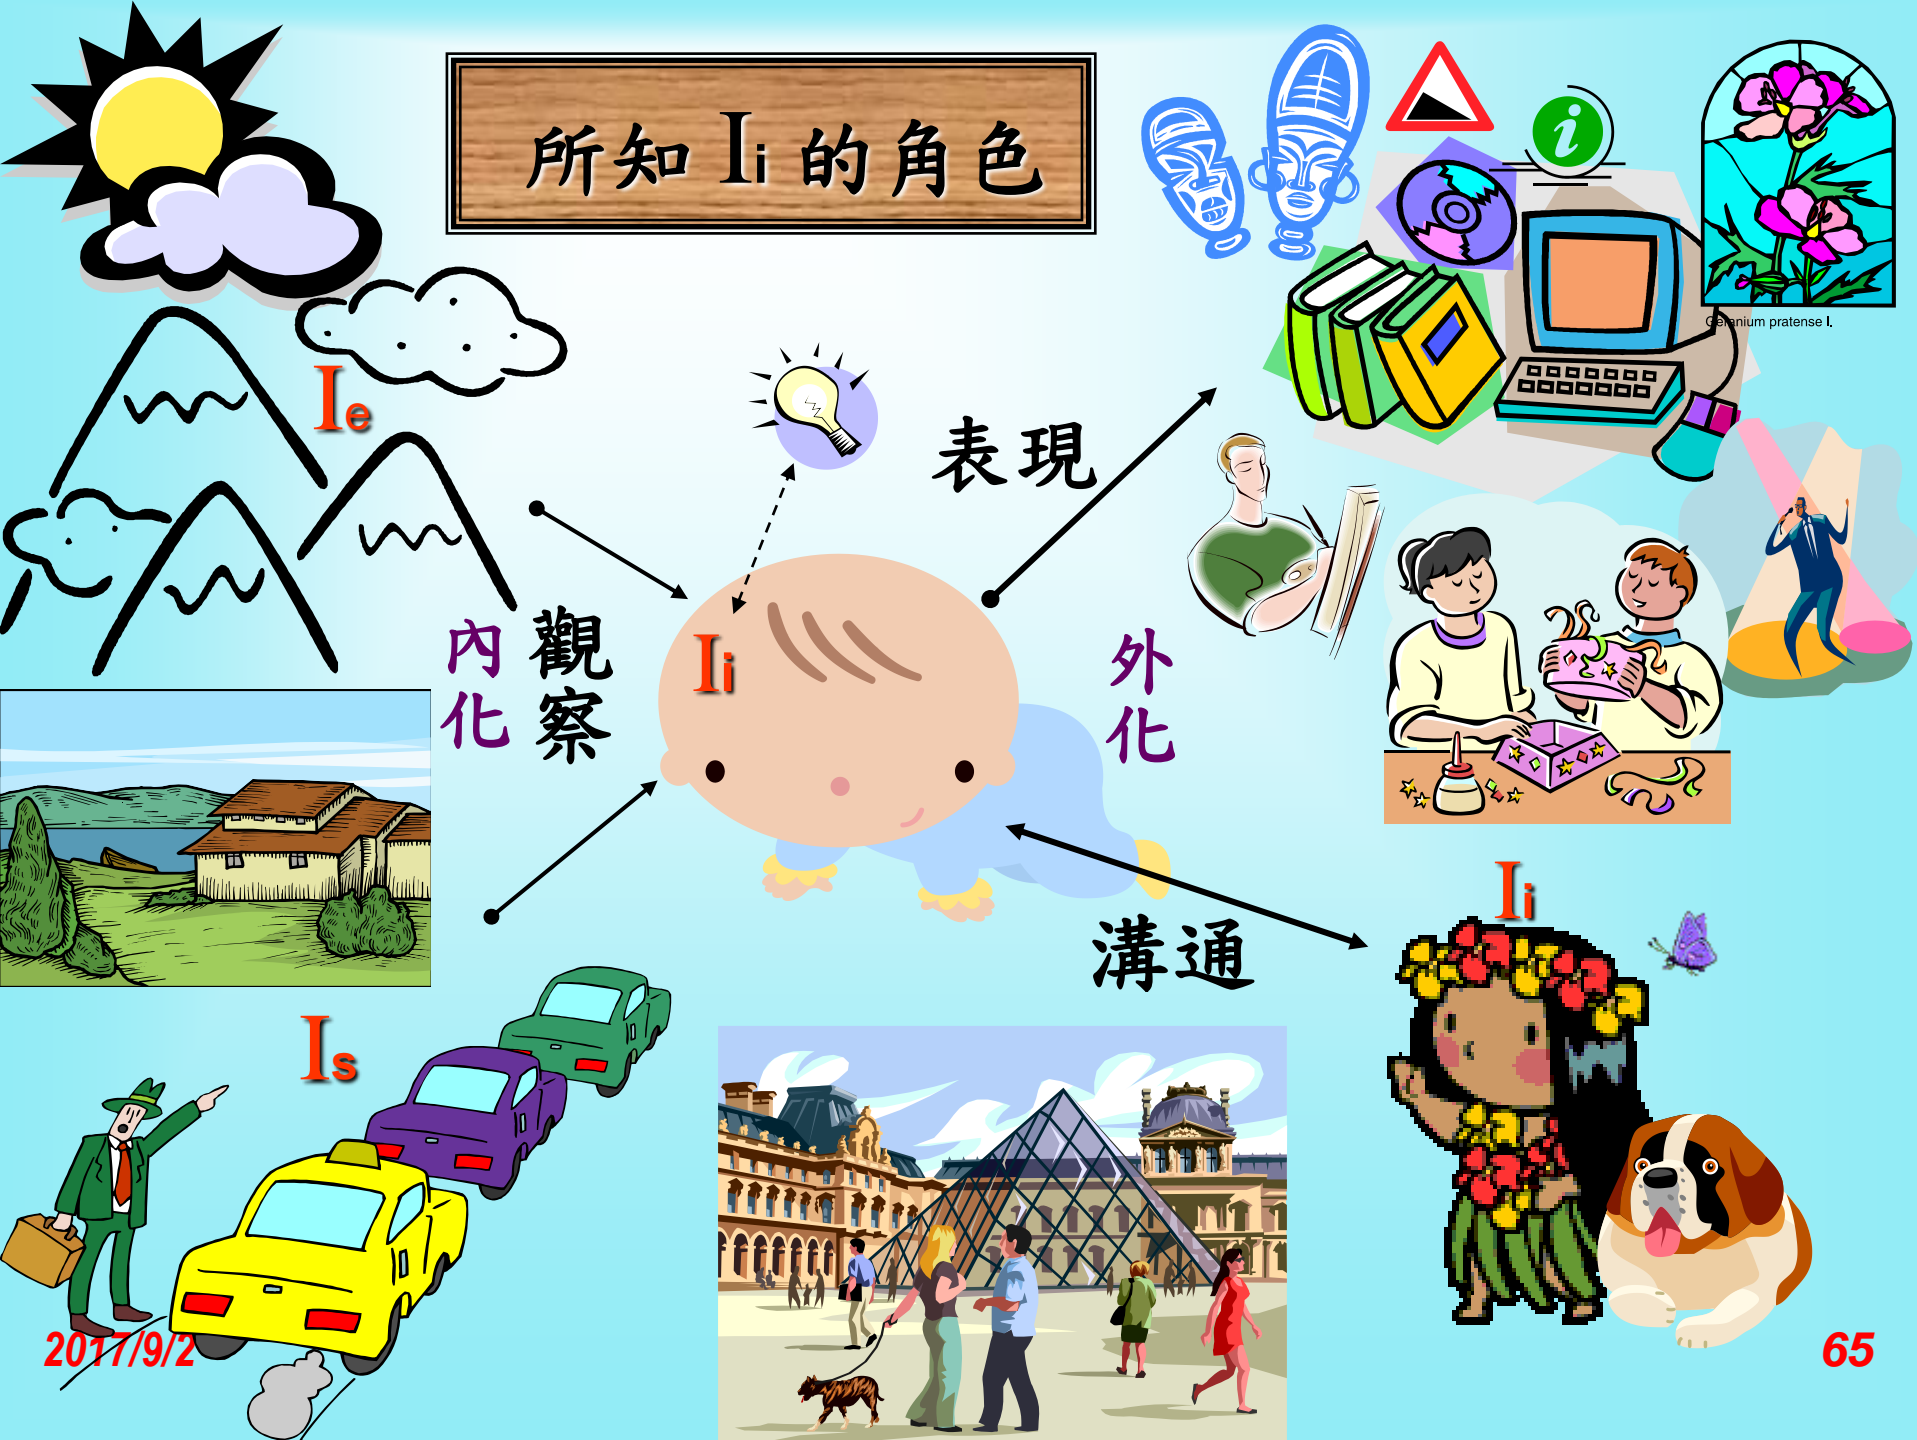 所知 Ii 的角色
i
Geranium pratense l.
Ie
表現
內化
觀察
Ii
外化
Ii
溝通
Is
2017/9/2
65